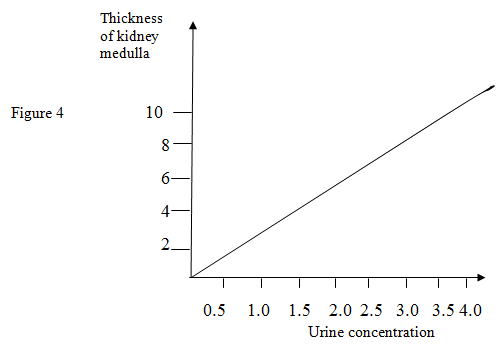 Thickness
of kidney
medulla
Figure 4
10
8
6
4
2
0.5 1.0 1.5 2.0 2.5 3.0 3.5 4.0
Urine concentration